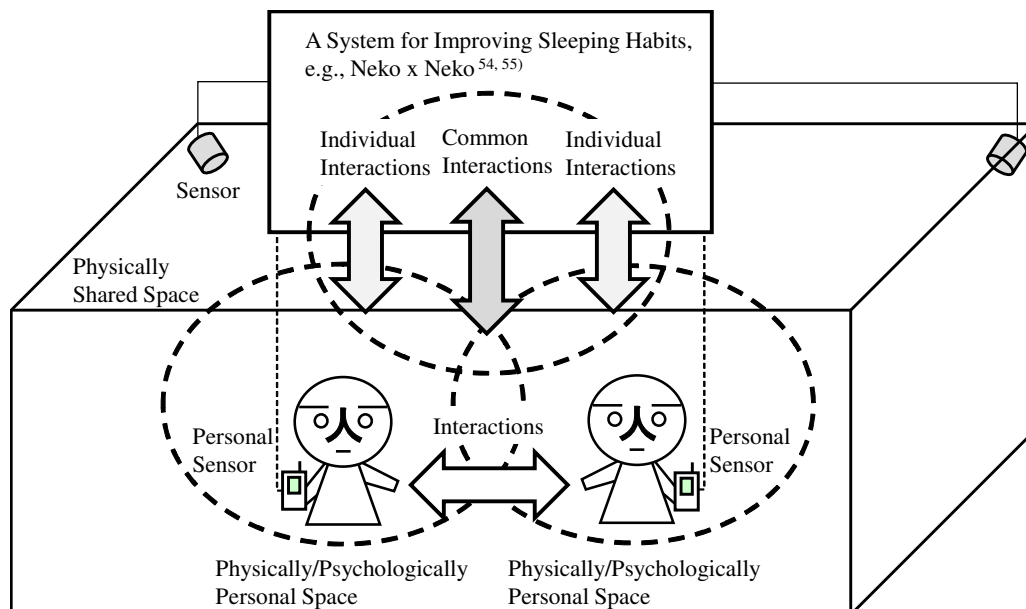 A System for Improving Sleeping Habits,
e.g., Neko x Neko 54, 55)
Individual
Interactions
Common
Interactions
Individual
Interactions
Sensor
Physically
Shared Space
Interactions
Personal
Sensor
Personal
Sensor
Physically/Psychologically
Personal Space
Physically/Psychologically
Personal Space